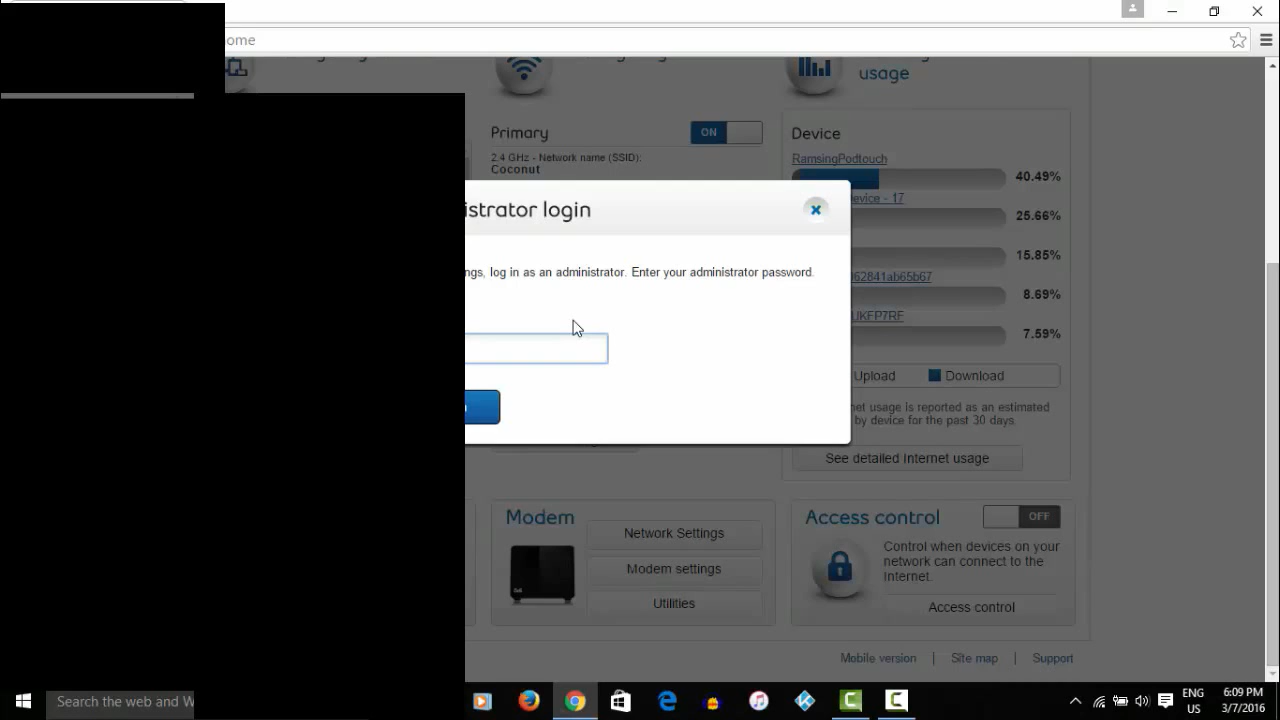 ome
usage
Primary
ON
2.4 GHz - Network name (SSID):
Coconut
Device
RamsingPodtouch
40.49%
evice - 17
25.66%
15.85%
062841ab65b67
8.69%
UKFP7RF
7.59%
Upload
Download
net usage is reported as an estimated
by device for the past 30 days.
See detailed Internet usage
istrator login
ngs, log in as an administrator. Enter your administrator password.
Modem
Network Settings
Modem settings
Utilities
Access control
OFF
Control when devices on your
network can connect to the
Internet.
Access control
Mobile version | Site map | Support
Search the web and W
ENG
US
6:09 PM
3/7/2016